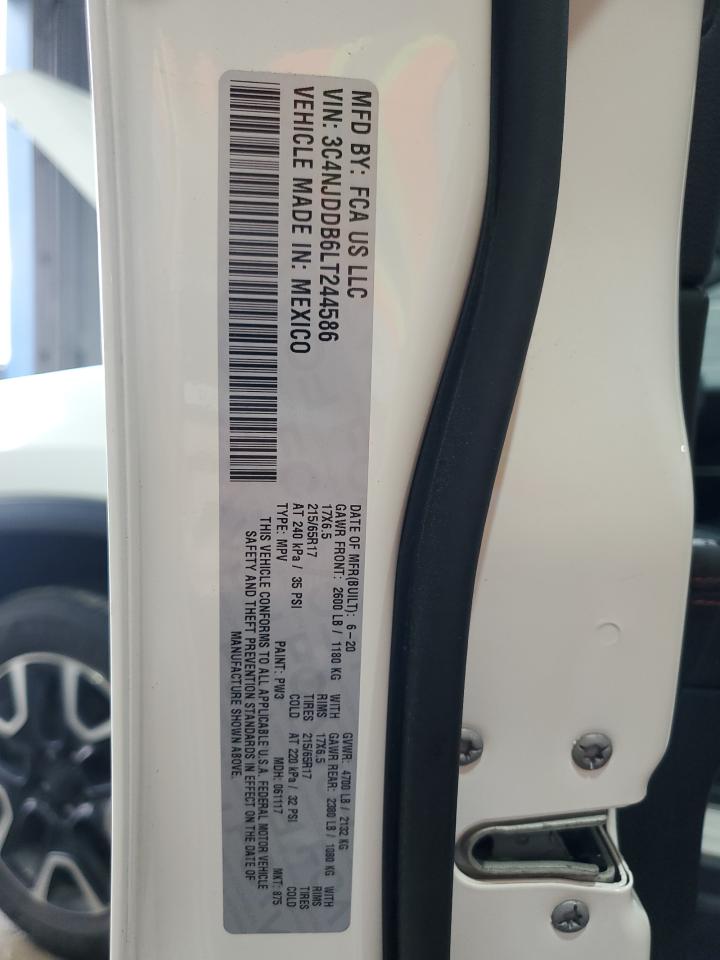 MFD BY: FCA US LLC
VIN: 3C4NJDDB6LT244586
VEHICLE MADE IN: MEXICO
DATE OF MFR(BUILT): 6-20 GVWR: 4700 LB / 2132 KG
GAWR FRONT: 2600 LB / 1180 KG WITH GAWR REAR: 2380 LB / 1080 KG WITH
17X6.5 RIMS 17X6.5 RIMS
215/65R17 TIRES 215/65R17 TIRES
AT 240 kPa / 35 PSI COLD AT 220 kPa / 32 PSI COLD
TYPE: MPV PAINT: PW3 MDH: 061117 MKT: 875
THIS VEHICLE CONFORMS TO ALL APPLICABLE U.S.A. FEDERAL MOTOR VEHICLE
SAFETY AND THEFT PREVENTION STANDARDS IN EFFECT ON THE DATE OF
MANUFACTURE SHOWN ABOVE.